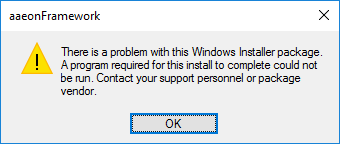 aaeonFramework
There is a problem with this Windows Installer package.
A program required for this install to complete could not
be run. Contact your support personnel or package
vendor.
OK